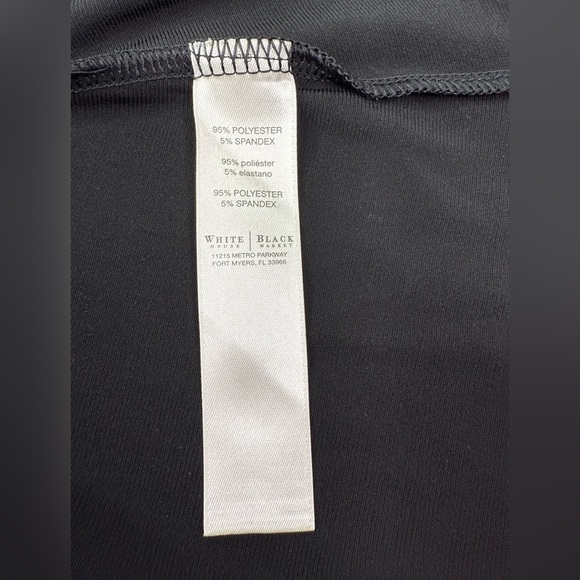 95% POLYESTER
5% SPANDEX
95% poliéster
5% elastano
95% POLYESTER
5% SPANDEX
WHITE | BLACK
HOUSE | MARKET
11215 METRO PARKWAY
FORT MYERS, FL 33966